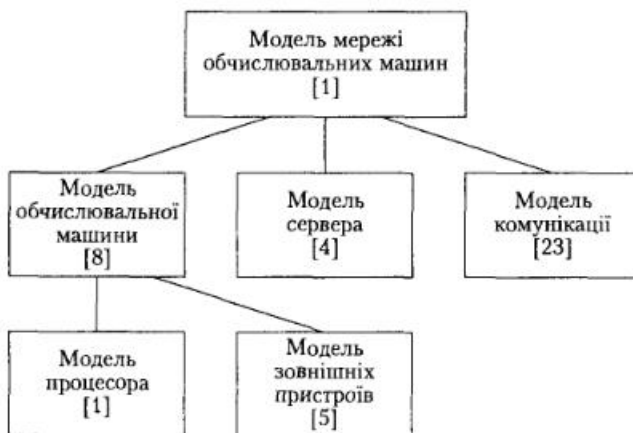 Модель мережі
обчислювальних машин
[1]
Модель
обчислювальної
машини
[8]
Модель
сервера
[4]
Модель
комунікації
[23]
Модель
процесора
[1]
Модель
зовнішніх
пристроїв
[5]